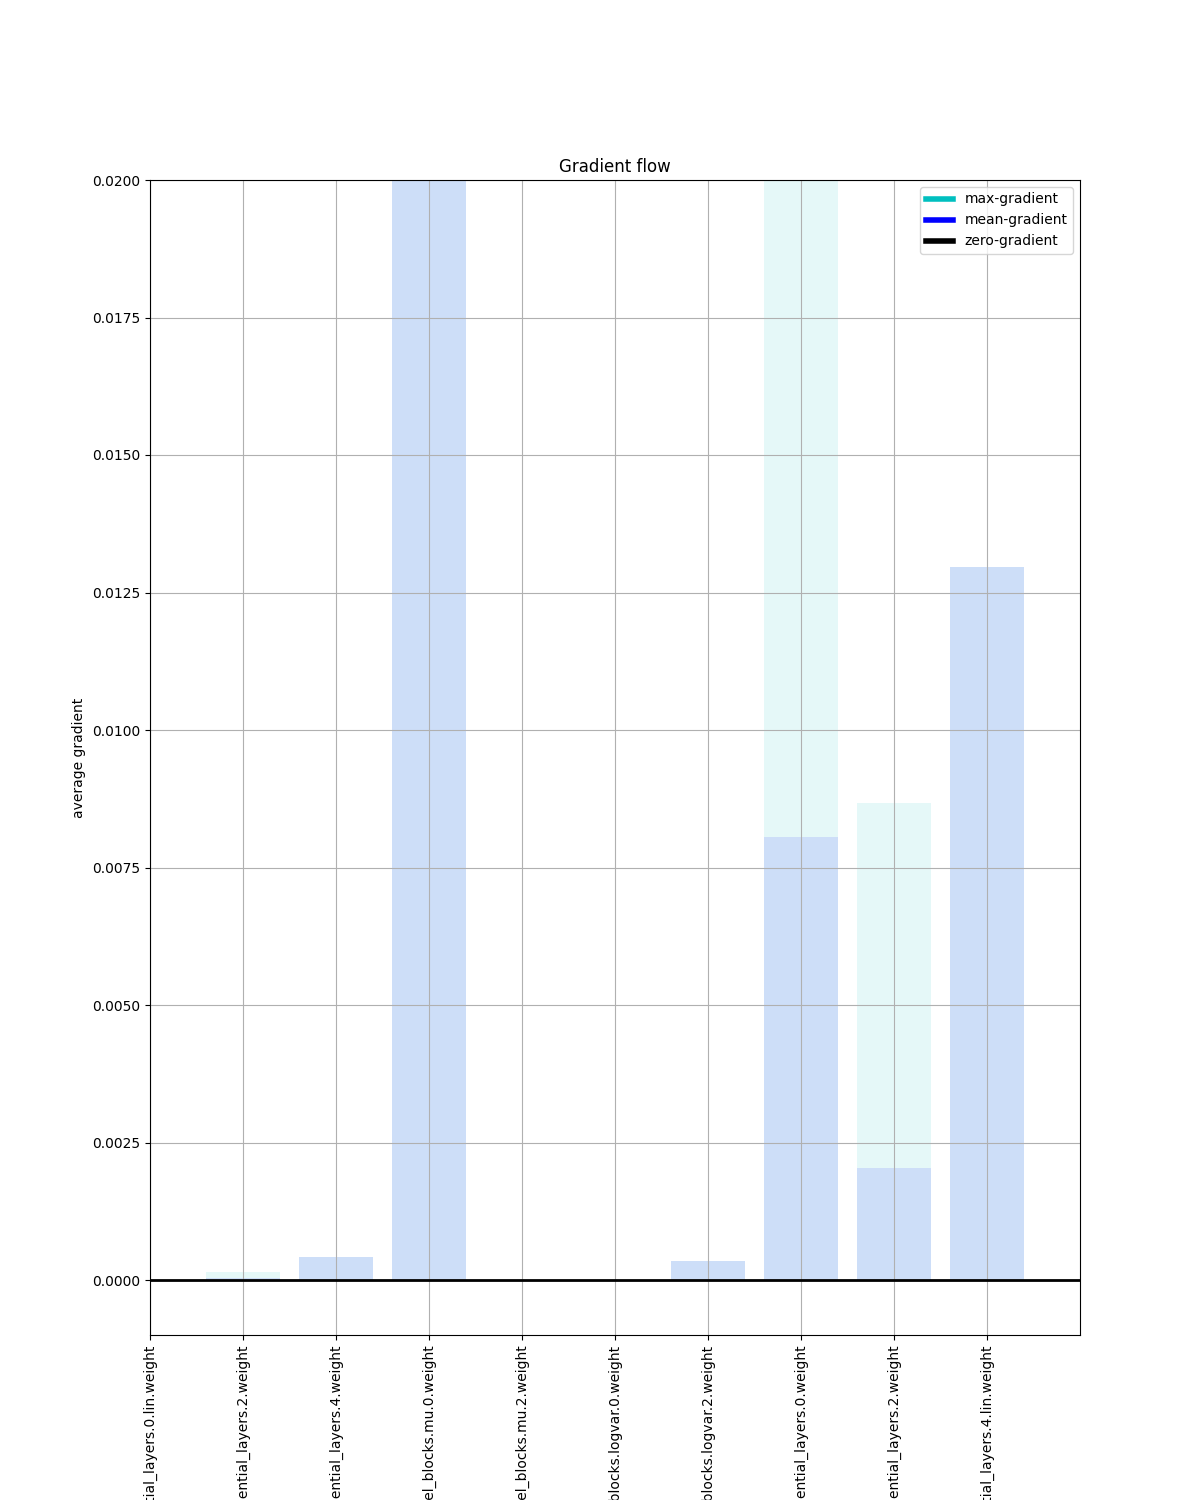 Gradient flow
max-gradient
mean-gradient
zero-gradient
0.0200
0.0175
0.0150
0.0125
0.0100
0.0075
0.0050
0.0025
0.0000
average gradient
tial_layers.0.lin.weight
ential_layers.2.weight
ential_layers.4.weight
el_blocks.mu.0.weight
el_blocks.mu.2.weight
blocks.logvar.0.weight
blocks.logvar.2.weight
ential_layers.0.weight
ential_layers.2.weight
tial_layers.4.lin.weight